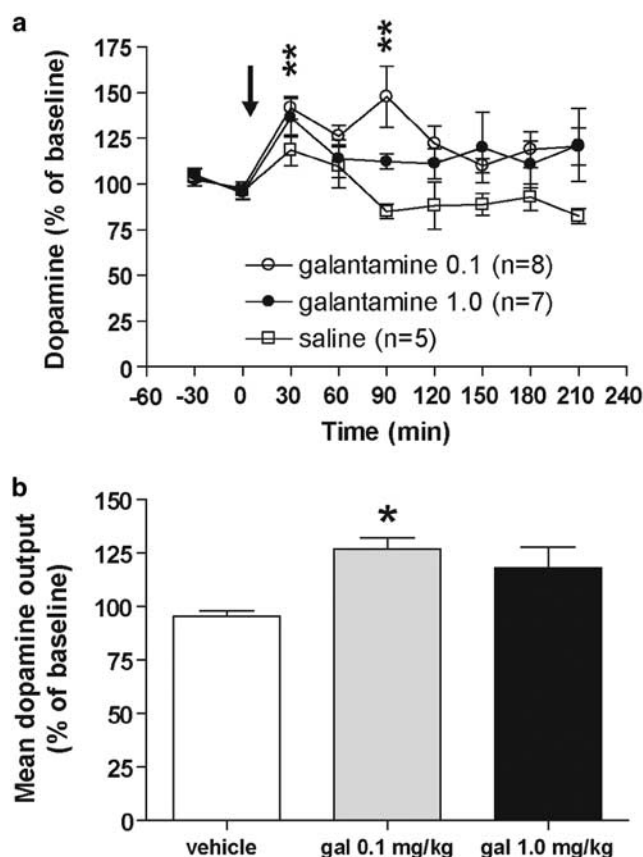 a
**
**
150
125
100
75
50
25
0
Dopamine (% of baseline)
galantamine 0.1 (n=8)
galantamine 1.0 (n=7)
saline (n=5)
-60 -30 0 30 60 90 120 150 180 210 240
Time (min)
b
*
150
125
100
75
50
25
0
Mean dopamine output
(% of baseline)
vehicle gal 0.1 mg/kg gal 1.0 mg/kg